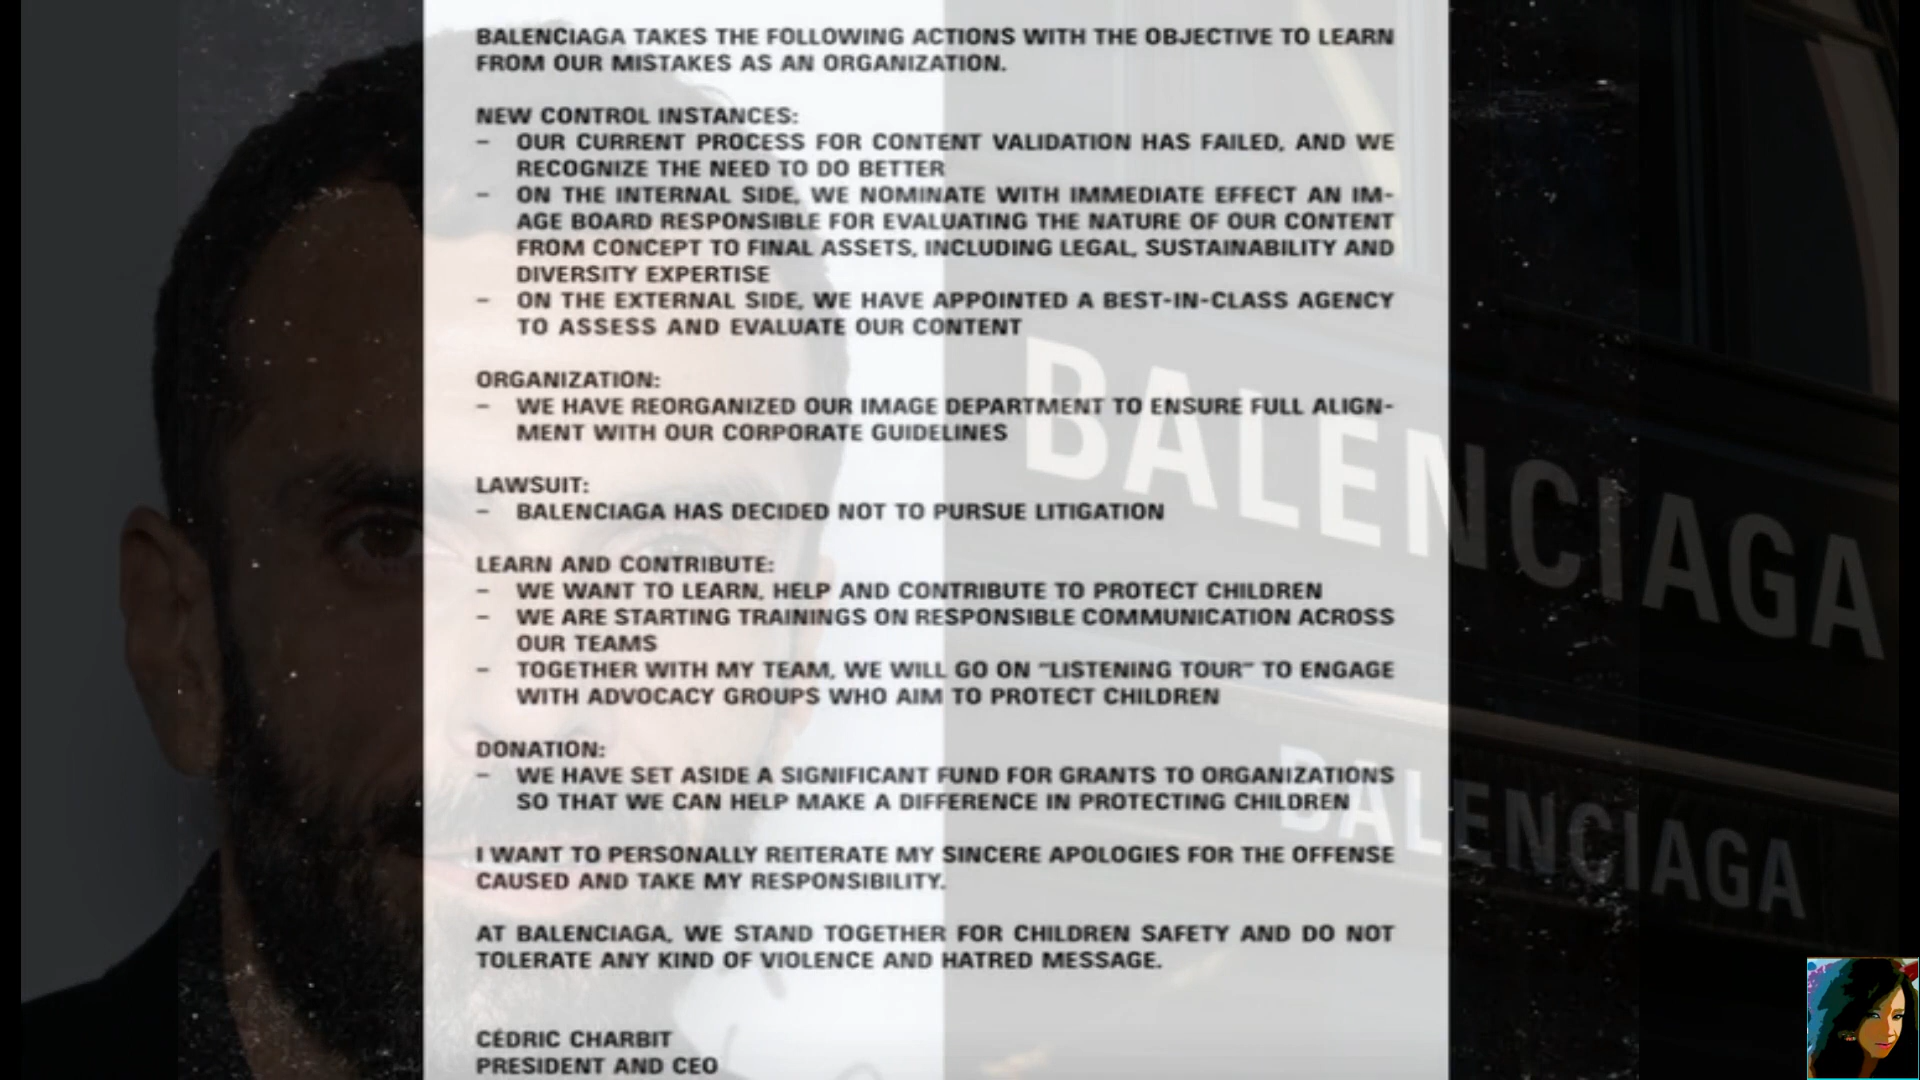 BALENCIAGA TAKES THE FOLLOWING ACTIONS WITH THE OBJECTIVE TO LEARN
FROM OUR MISTAKES AS AN ORGANIZATION.
NEW CONTROL INSTANCES:
- OUR CURRENT PROCESS FOR CONTENT VALIDATION HAS FAILED, AND WE
RECOGNIZE THE NEED TO DO BETTER
- ON THE INTERNAL SIDE, WE NOMINATE WITH IMMEDIATE EFFECT AN IM-
AGE BOARD RESPONSIBLE FOR EVALUATING THE NATURE OF OUR CONTENT
FROM CONCEPT TO FINAL ASSETS, INCLUDING LEGAL, SUSTAINABILITY AND
DIVERSITY EXPERTISE
- ON THE EXTERNAL SIDE, WE HAVE APPOINTED A BEST-IN-CLASS AGENCY
TO ASSESS AND EVALUATE OUR CONTENT
ORGANIZATION:
- WE HAVE REORGANIZED OUR IMAGE DEPARTMENT TO ENSURE FULL ALIGN-
MENT WITH OUR CORPORATE GUIDELINES
LAWSUIT:
- BALENCIAGA HAS DECIDED NOT TO PURSUE LITIGATION
LEARN AND CONTRIBUTE:
- WE WANT TO LEARN, HELP AND CONTRIBUTE TO PROTECT CHILDREN
- WE ARE STARTING TRAININGS ON RESPONSIBLE COMMUNICATION ACROSS
OUR TEAMS
- TOGETHER WITH MY TEAM, WE WILL GO ON "LISTENING TOUR" TO ENGAGE
WITH ADVOCACY GROUPS WHO AIM TO PROTECT CHILDREN
DONATION:
- WE HAVE SET ASIDE A SIGNIFICANT FUND FOR GRANTS TO ORGANIZATIONS
SO THAT WE CAN HELP MAKE A DIFFERENCE IN PROTECTING CHILDREN
I WANT TO PERSONALLY REITERATE MY SINCERE APOLOGIES FOR THE OFFENSE
CAUSED AND TAKE MY RESPONSIBILITY.
AT BALENCIAGA, WE STAND TOGETHER FOR CHILDREN SAFETY AND DO NOT
TOLERATE ANY KIND OF VIOLENCE AND HATRED MESSAGE.
CÉDRIC CHARBIT
PRESIDENT AND CEO
BALENCIAGA
BALENCIAGA